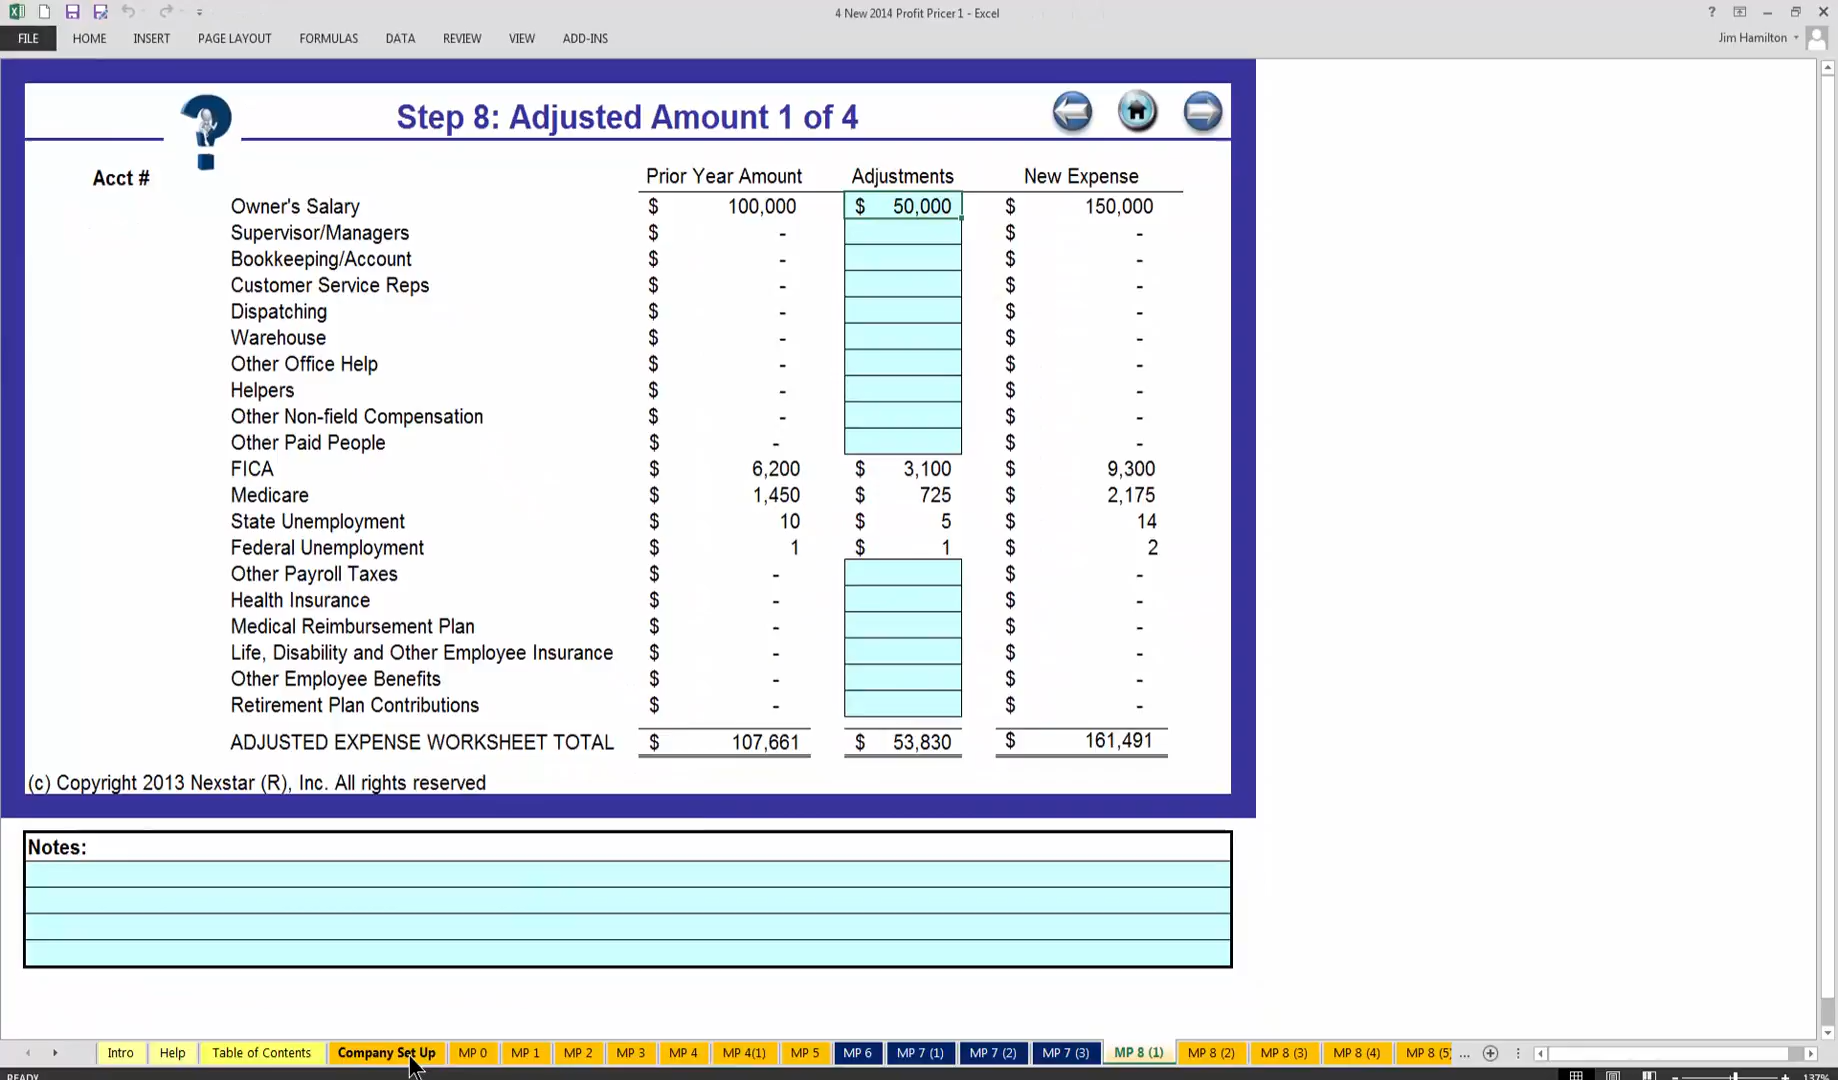 4 New 2014 Profit Pricer 1 - Excel
FILE HOME INSERT PAGE LAYOUT FORMULAS DATA REVIEW VIEW ADD-INS Jim Hamilton
Step 8: Adjusted Amount 1 of 4
Acct # Prior Year Amount Adjustments New Expense
Owner's Salary $ 100,000 $ 50,000 $ 150,000
Supervisor/Managers $ - $ -
Bookkeeping/Account $ - $ -
Customer Service Reps $ - $ -
Dispatching $ - $ -
Warehouse $ - $ -
Other Office Help $ - $ -
Helpers $ - $ -
Other Non-field Compensation $ - $ -
Other Paid People $ - $ -
FICA $ 6,200 $ 3,100 $ 9,300
Medicare $ 1,450 $ 725 $ 2,175
State Unemployment $ 10 $ 5 $ 14
Federal Unemployment $ 1 $ 1 $ 2
Other Payroll Taxes $ - $ -
Health Insurance $ - $ -
Medical Reimbursement Plan $ - $ -
Life, Disability and Other Employee Insurance $ - $ -
Other Employee Benefits $ - $ -
Retirement Plan Contributions $ - $ -
ADJUSTED EXPENSE WORKSHEET TOTAL $ 107,661 $ 53,830 $ 161,491
(c) Copyright 2013 Nexstar (R), Inc. All rights reserved
Notes:
Intro Help Table of Contents Company Set Up MP 0 MP 1 MP 2 MP 3 MP 4 MP 4(1) MP 5 MP 6 MP 7 (1) MP 7 (2) MP 7 (3) MP 8 (1) MP 8 (2) MP 8 (3) MP 8 (4) MP 8 (5) ...
READY 137%